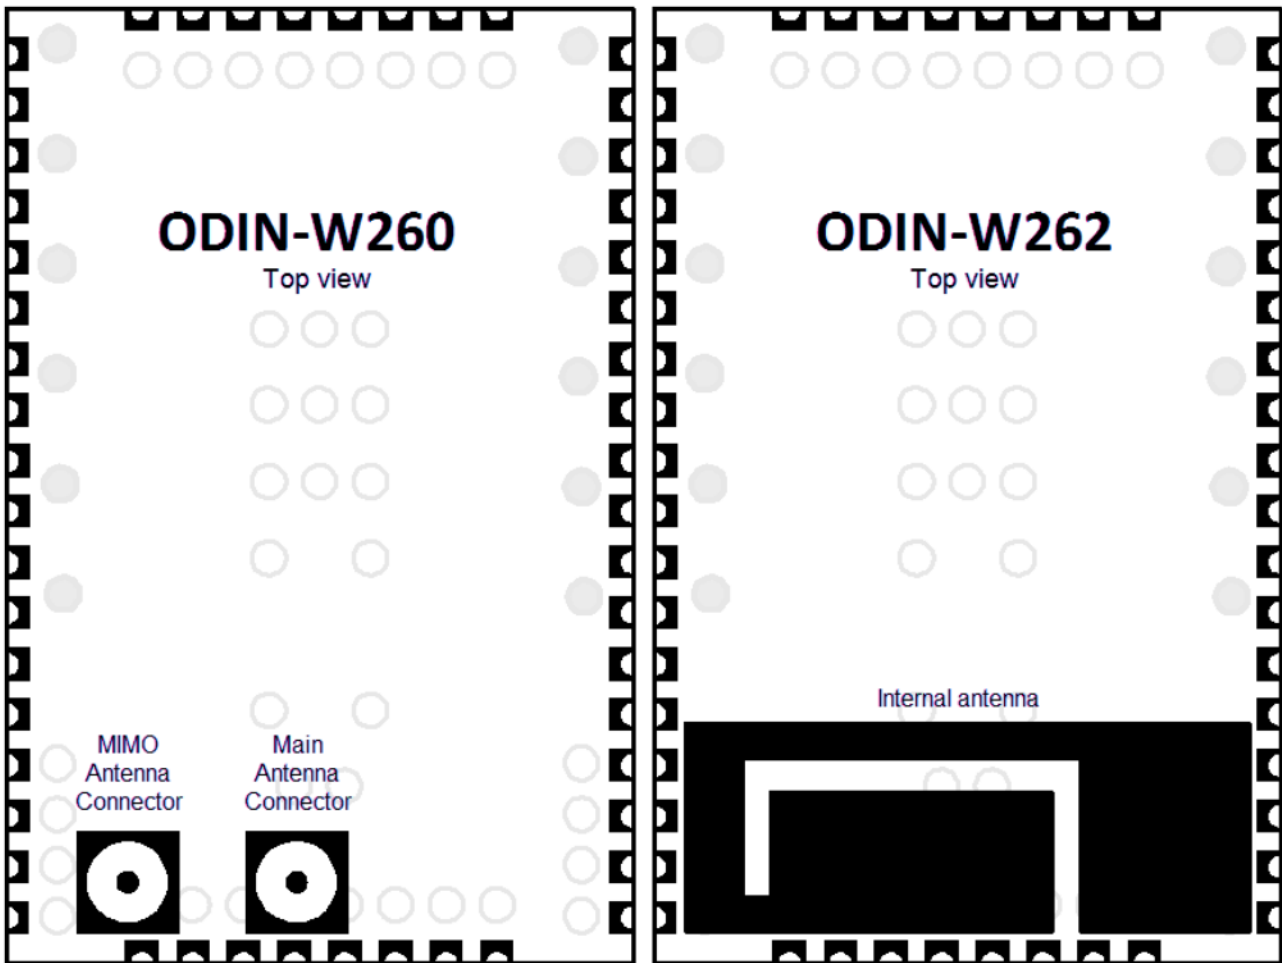 ODIN-W260
Top view
MIMO
Antenna
Connector
Main
Antenna
Connector
ODIN-W262
Top view
Internal antenna